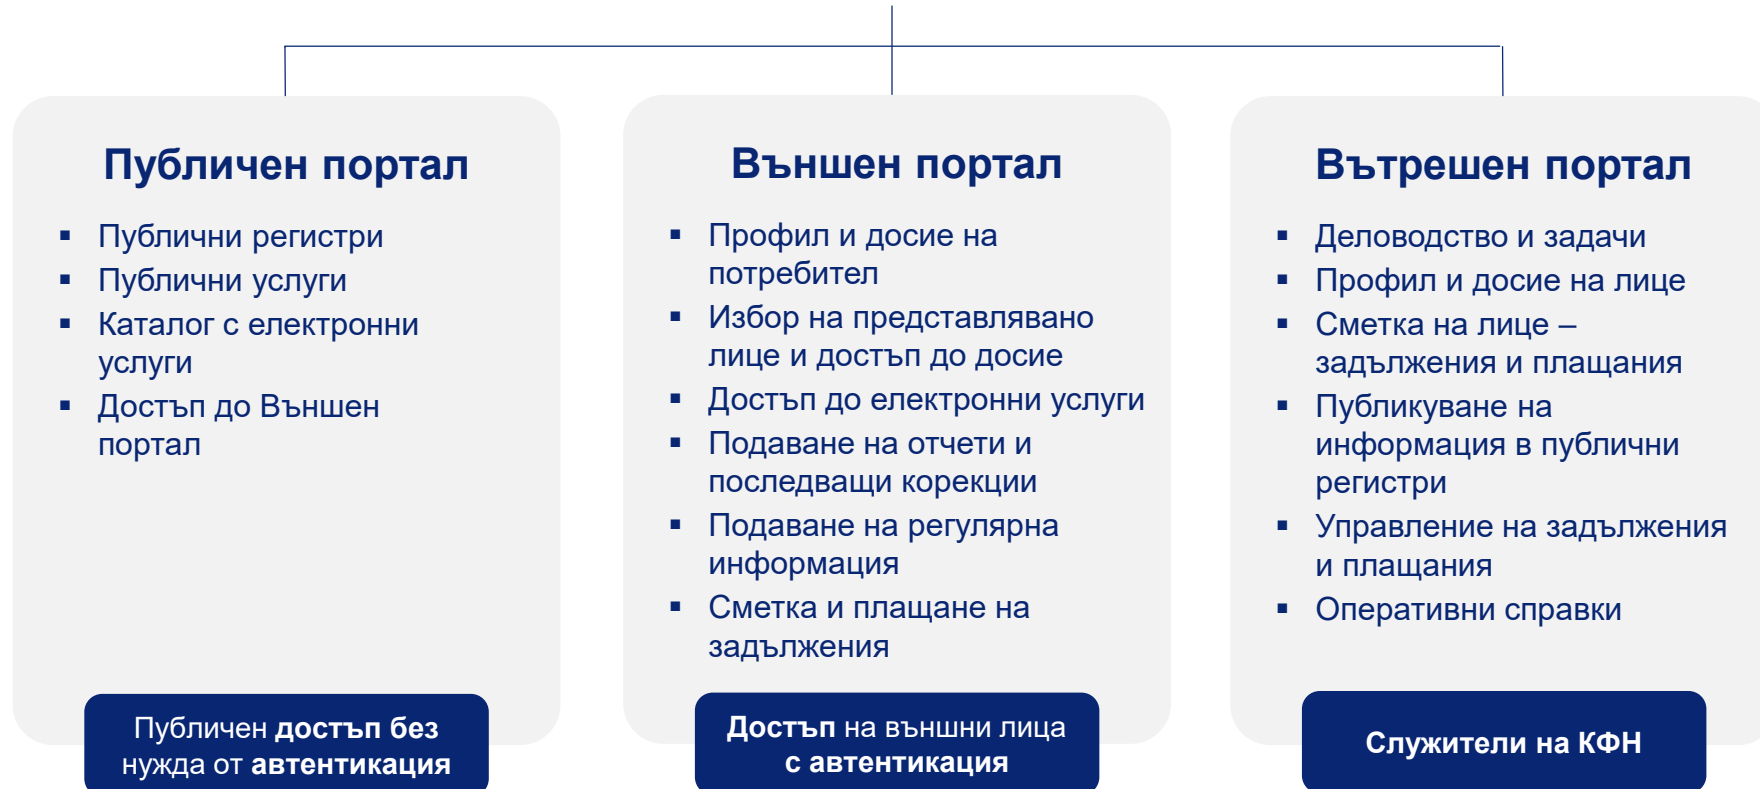 Публичен портал
▪ Публични регистри
▪ Публични услуги
▪ Каталог с електронни
услуги
▪ Достъп до Външен
портал
Публичен достъп без
нужда от автентикация
Външен портал
▪ Профил и досие на
потребител
▪ Избор на представлявано
лице и достъп до досие
▪ Достъп до електронни услуги
▪ Подаване на отчети и
последващи корекции
▪ Подаване на регулярна
информация
▪ Сметка и плащане на
задължения
Достъп на външни лица
с автентикация
Вътрешен портал
▪ Деловодство и задачи
▪ Профил и досие на лице
▪ Сметка на лице –
задължения и плащания
▪ Публикуване на
информация в публични
регистри
▪ Управление на задължения
и плащания
▪ Оперативни справки
Служители на КФН